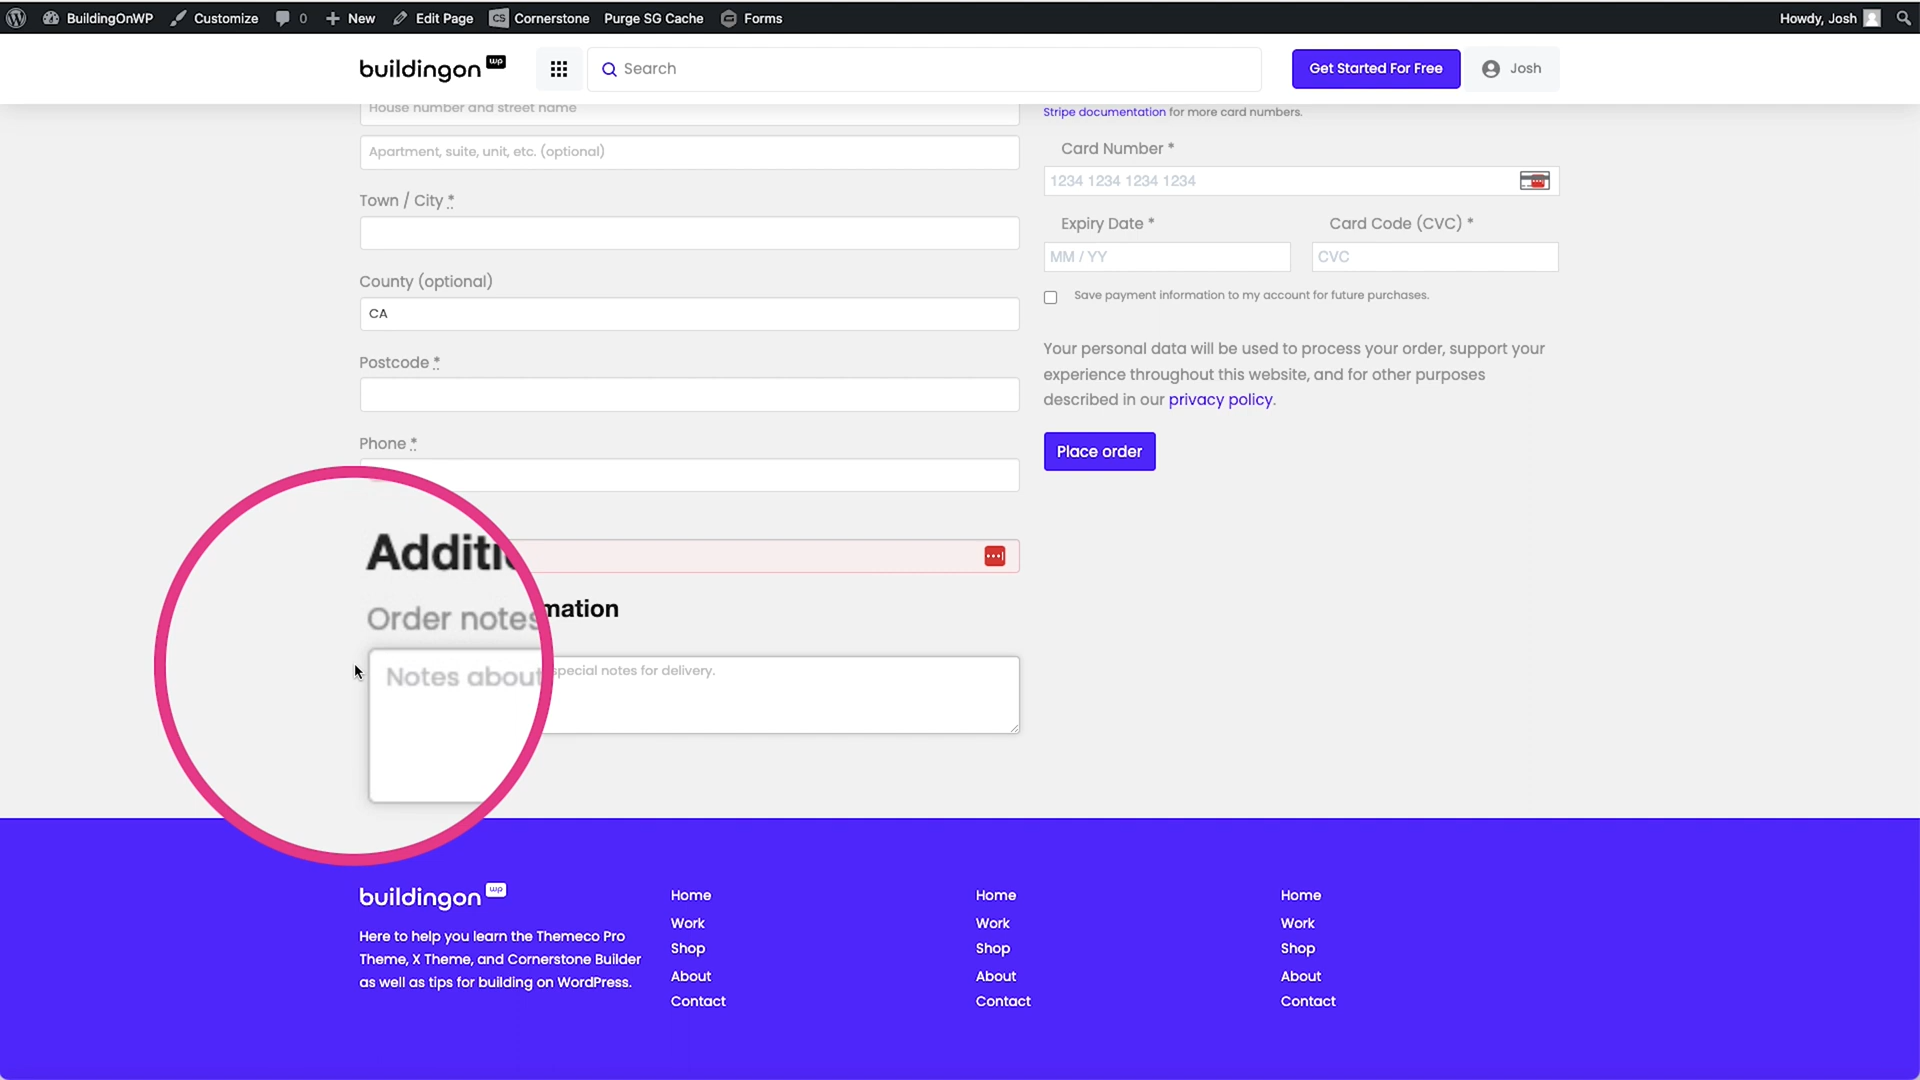 BuildingOnWP Customize 0 New Edit Page CS Cornerstone Purge SG Cache Forms Howdy, Josh
buildingon wp Search Get Started For Free Josh
House number and street name
Apartment, suite, unit, etc. (optional)
Town / City *
County (optional)
CA
Postcode *
Phone *
Additi
mation
Order notes
Notes about
special notes for delivery.
Stripe documentation for more card numbers.
Card Number *
1234 1234 1234 1234
Expiry Date * Card Code (CVC) *
MM / YY CVC
Save payment information to my account for future purchases.
Your personal data will be used to process your order, support your
experience throughout this website, and for other purposes
described in our privacy policy.
Place order
buildingon wp
Here to help you learn the Themeco Pro
Theme, X Theme, and Cornerstone Builder
as well as tips for building on WordPress.
Home
Work
Shop
About
Contact
Home
Work
Shop
About
Contact
Home
Work
Shop
About
Contact